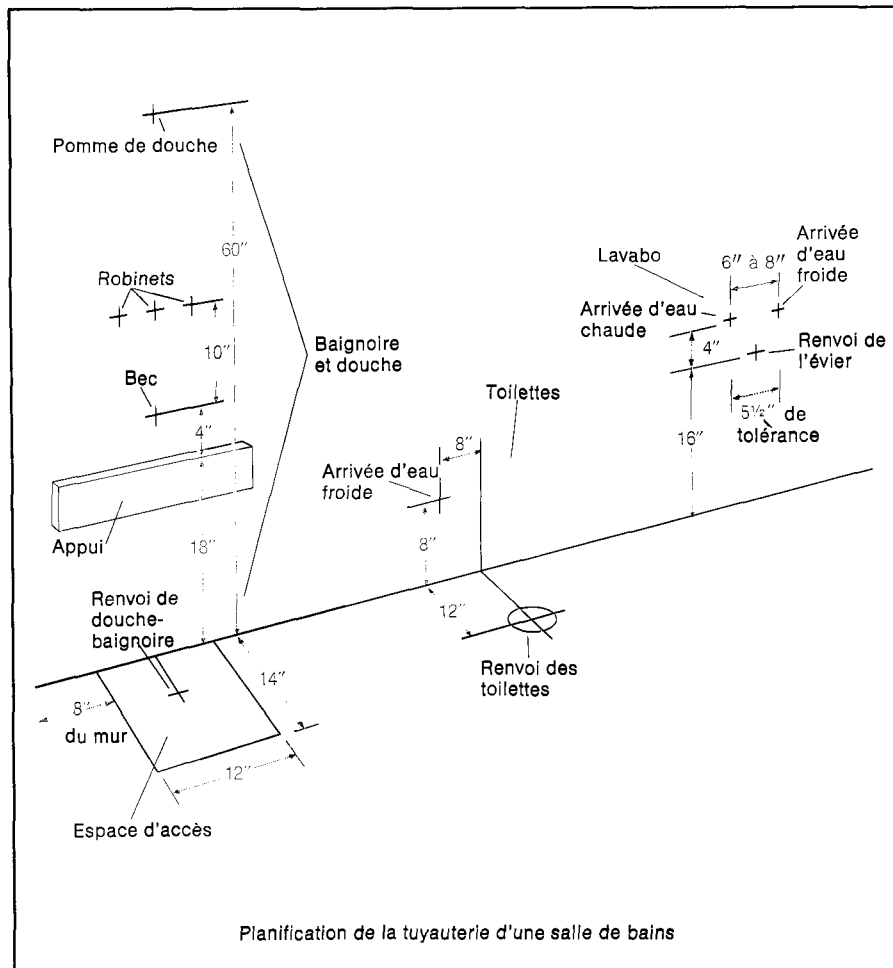 Pomme de douche
60"
Robinets
10"
Bec
4"
Appui
18"
Baignoire
et douche
Renvoi de
douche-
baignoire
8"
du mur
14"
12"
Espace d'accès
Toilettes
8"
Arrivée d'eau
froide
8"
12"
Renvoi des
toilettes
Lavabo
6" à 8"
Arrivée
d'eau
froide
Arrivée d'eau
chaude
4"
Renvoi de
l'évier
5½" de
tolérance
16"
Planification de la tuyauterie d'une salle de bains